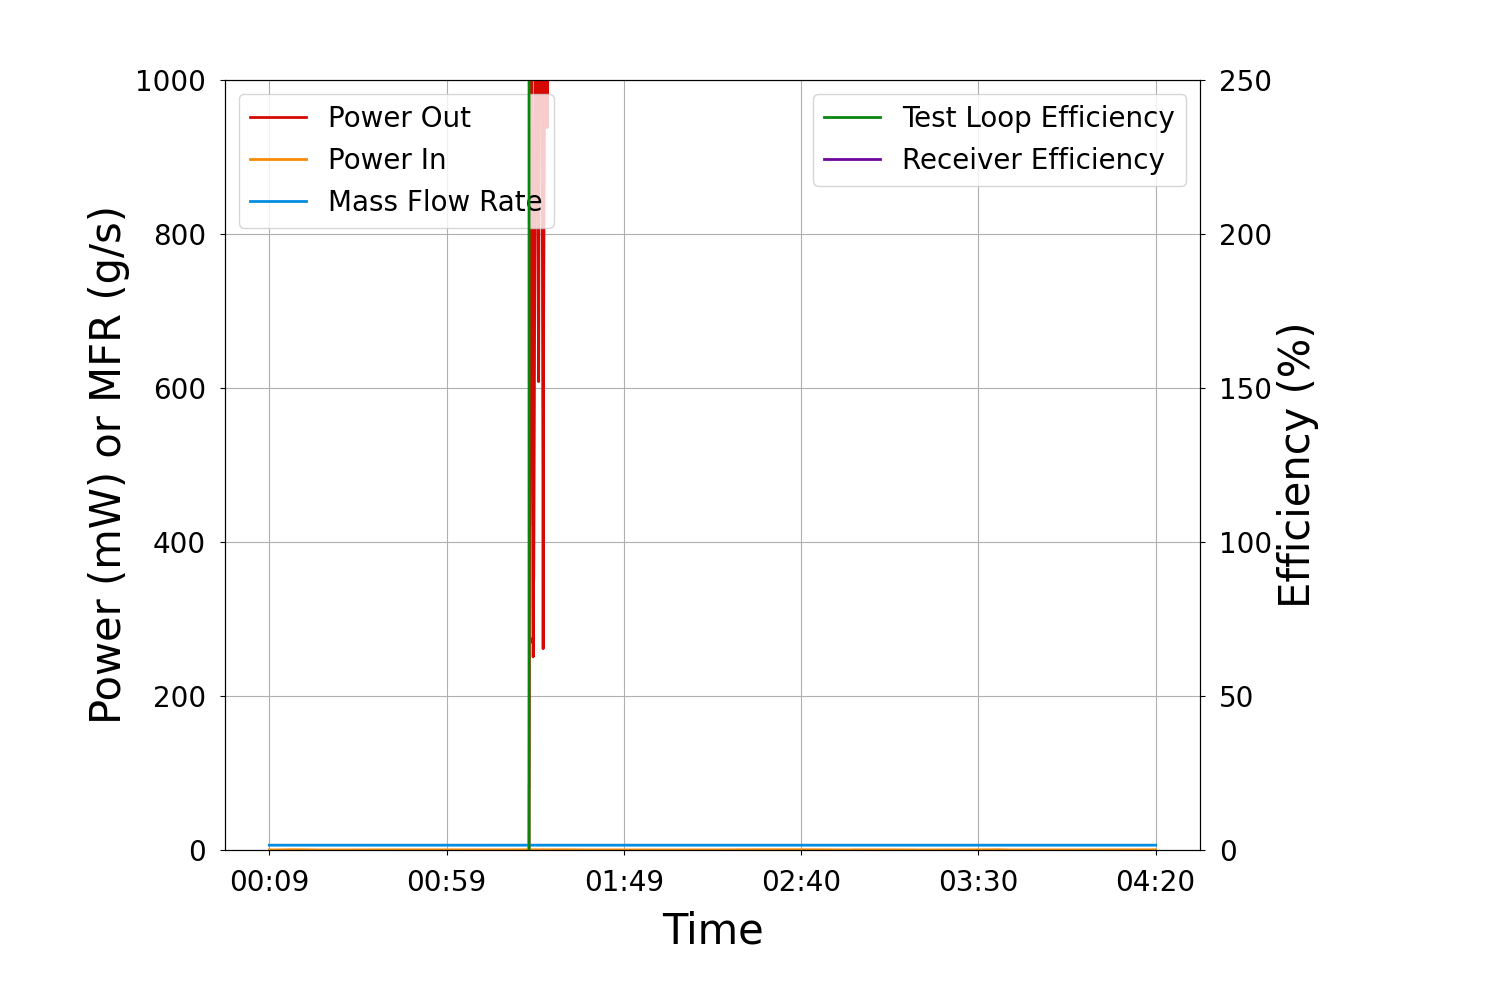 Power Out
Power In
Mass Flow Rate
Test Loop Efficiency
Receiver Efficiency
Power (mW) or MFR (g/s)
1000
800
600
400
200
0
250
200
150
100
50
0
Efficiency (%)
00:09 00:59 01:49 02:40 03:30 04:20
Time